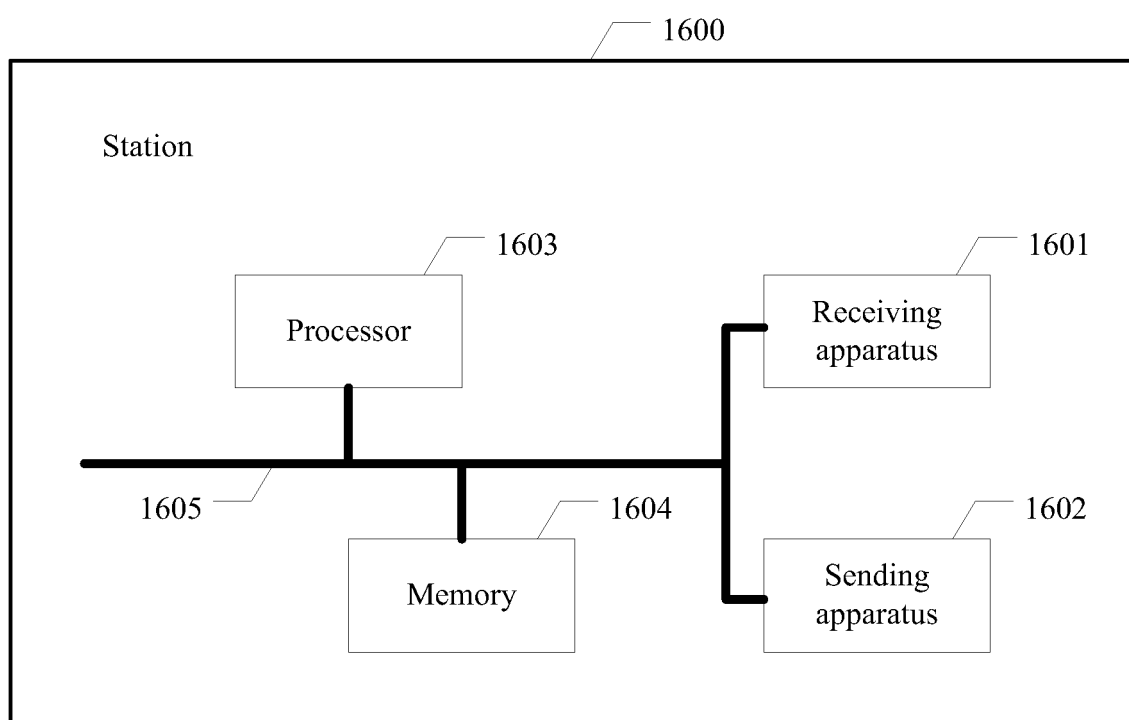 1600
Station
1603
1601
Processor
Receiving
apparatus
1605
1604
1602
Memory
Sending
apparatus